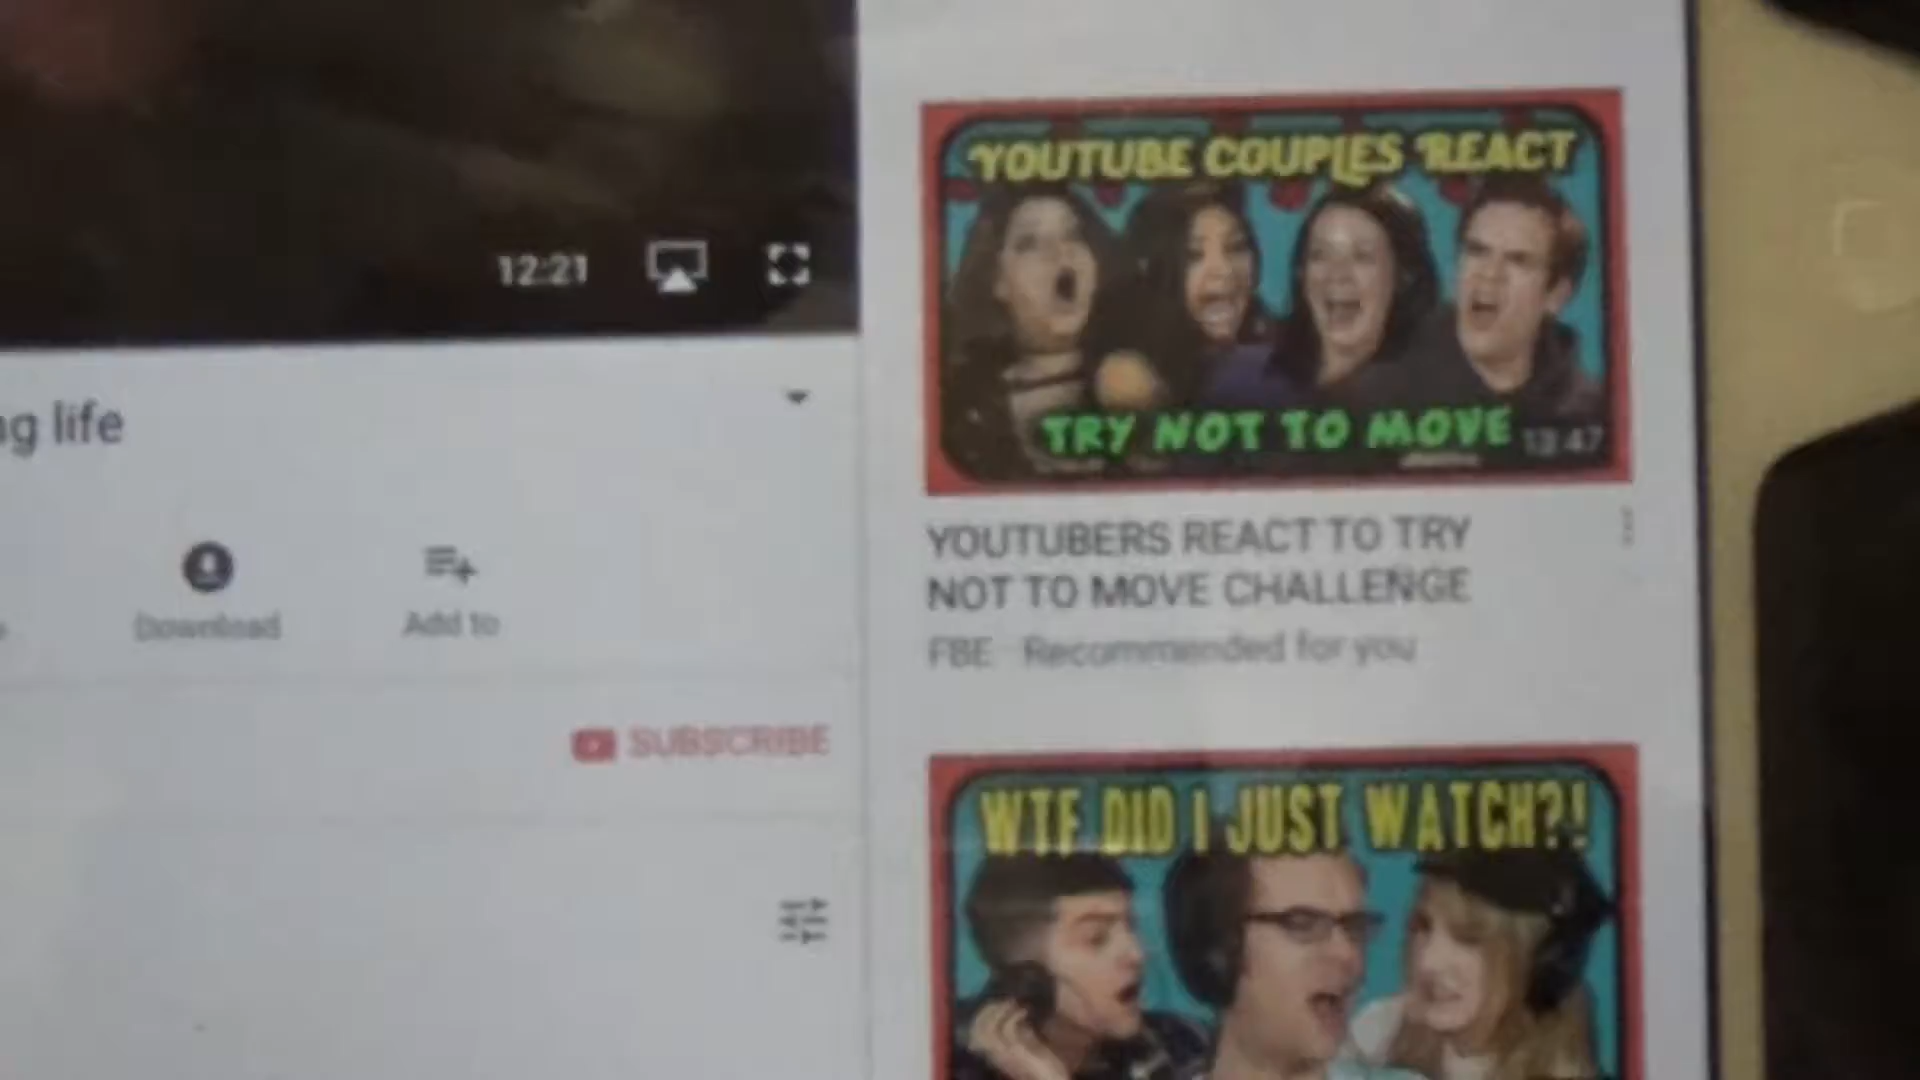 12:21
ng life
Download
Add to
SUBSCRIBE
YOUTUBE COUPLES REACT
TRY NOT TO MOVE
13:47
YOUTUBERS REACT TO TRY
NOT TO MOVE CHALLENGE
FBE Recommended for you
WTF DID I JUST WATCH?!